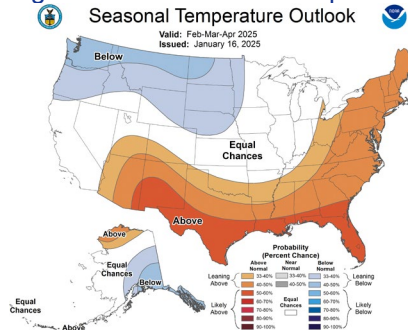 Seasonal Temperature Outlook
Valid: Feb-Mar-Apr 2025
Issued: January 16, 2025
Below
Equal
Chances
Above
Above
Equal
Chances
Below
Equal
Chances
Above
Probability
(Percent Chance)
Above
Normal
Near
Normal
Below
Normal
Leaning
Above
33-40%
33-40%
33-40%
Leaning
Below
40-50%
40-50%
40-50%
Likely
Above
50-60%
60-70%
70-80%
80-90%
90-100%
Equal
Chances
50-60%
60-70%
70-80%
80-90%
90-100%
Likely
Below